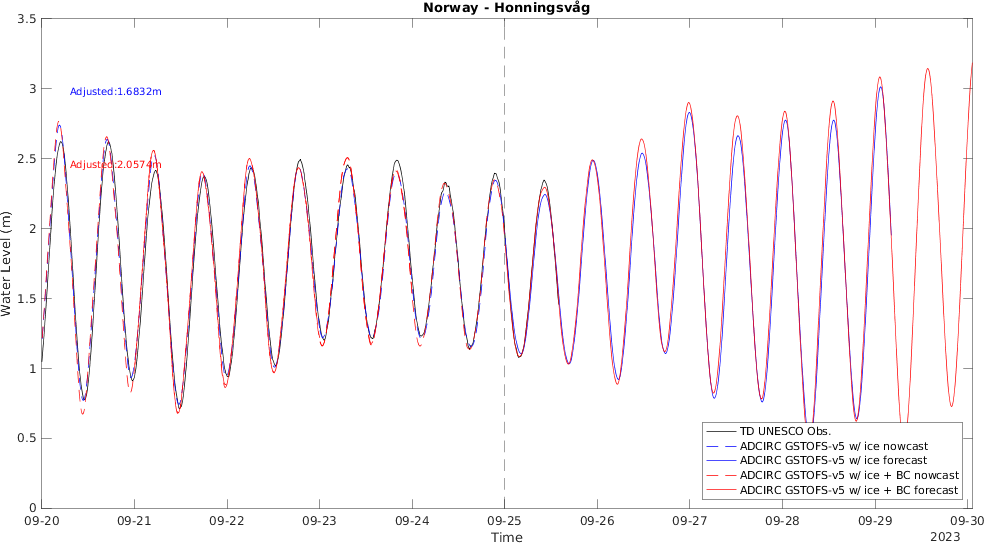 Norway - Honningsvåg
3.5
3
2.5
2
1.5
1
0.5
0
Water Level (m)
Adjusted:1.6832m
Adjusted:2.0574m
TD UNESCO Obs.
ADCIRC GSTOFS-v5 w/ ice nowcast
ADCIRC GSTOFS-v5 w/ ice forecast
ADCIRC GSTOFS-v5 w/ ice + BC nowcast
ADCIRC GSTOFS-v5 w/ ice + BC forecast
09-20 09-21 09-22 09-23 09-24 09-25 09-26 09-27 09-28 09-29 09-30
Time
2023